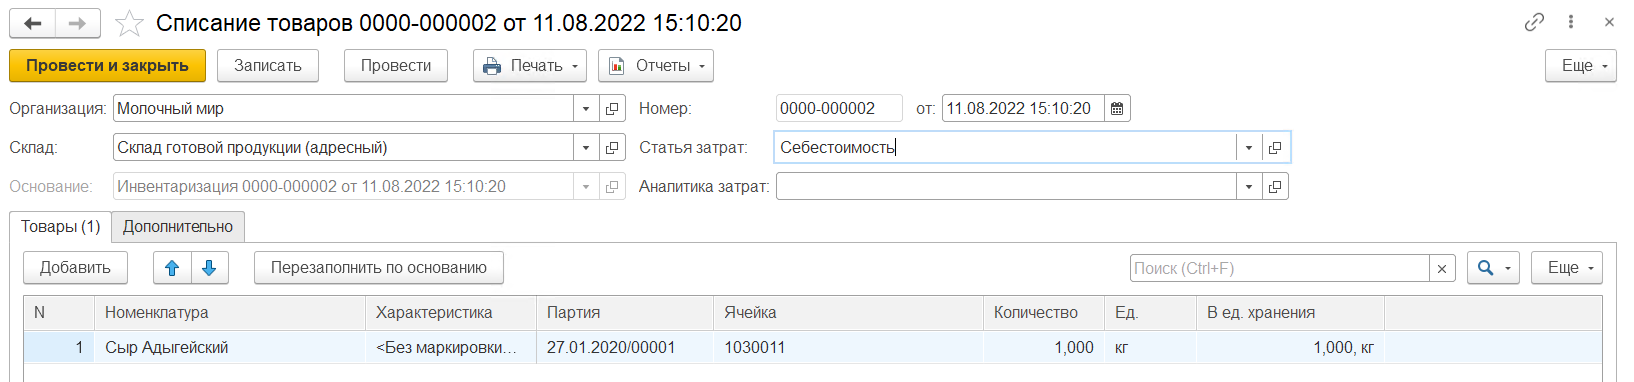 Списание товаров 0000-000002 от 11.08.2022 15:10:20
Провести и закрыть Записать Провести Печать Отчеты Еще
Организация: Молочный мир Номер: 0000-000002 от: 11.08.2022 15:10:20
Склад: Склад готовой продукции (адресный) Статья затрат: Себестоимость
Основание: Инвентаризация 0000-000002 от 11.08.2022 15:10:20 Аналитика затрат:
Товары (1) Дополнительно
Добавить Перезаполнить по основанию Поиск (Ctrl+F) Еще
N Номенклатура Характеристика Партия Ячейка Количество Ед. В ед. хранения
1 Сыр Адыгейский <Без маркировки... 27.01.2020/00001 1030011 1,000 кг 1,000, кг